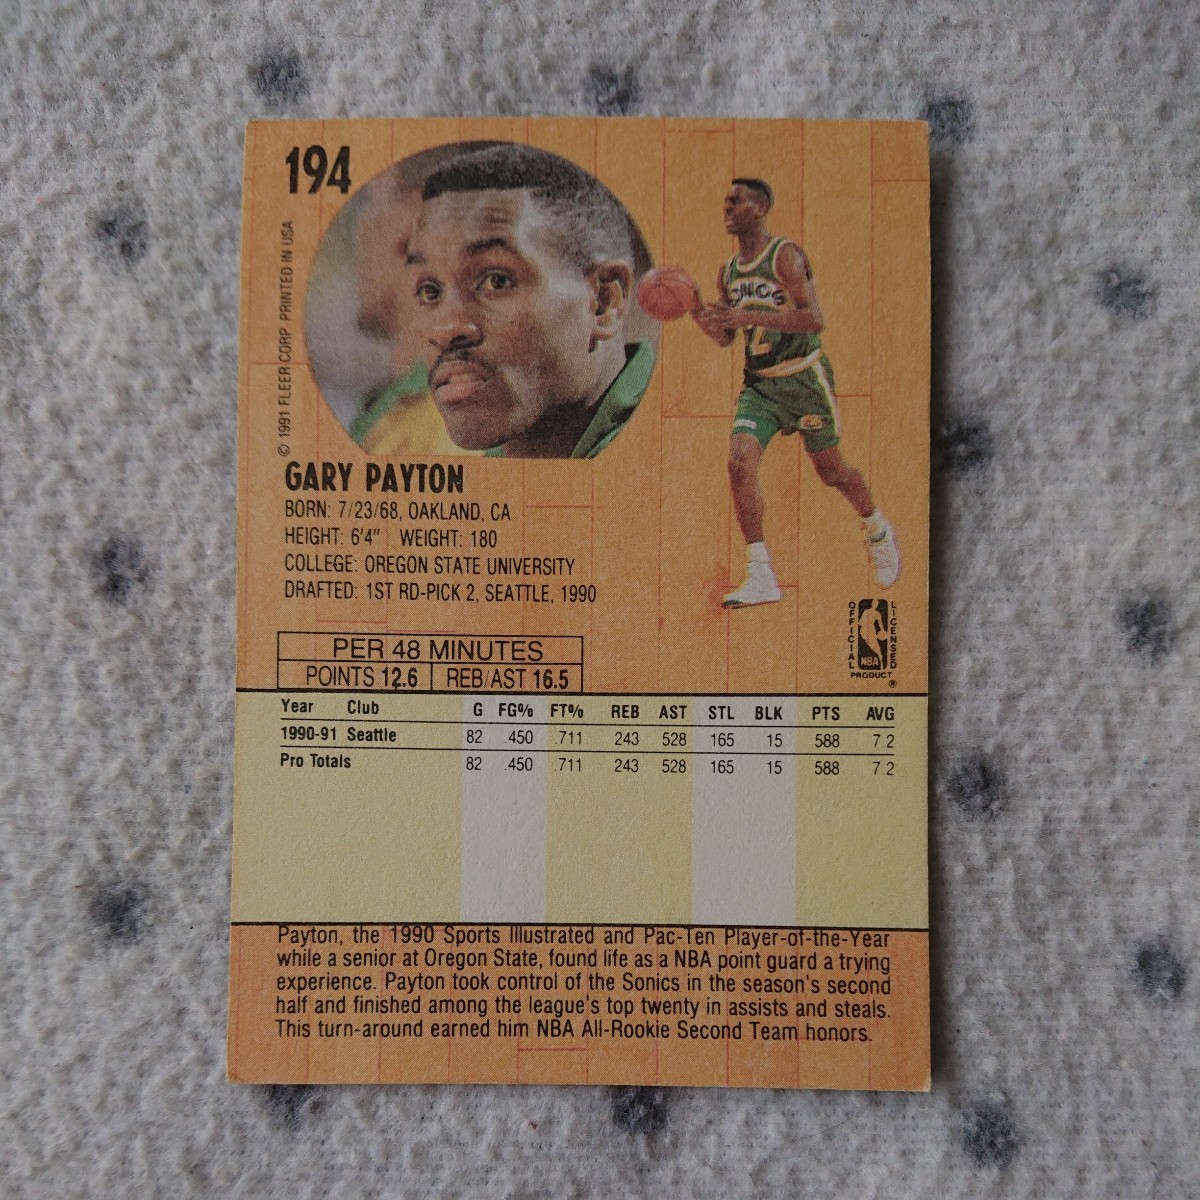 194
© 1991 FLEER CORP PRINTED IN USA
SONICS
2
GARY PAYTON
BORN: 7/23/68, OAKLAND, CA
HEIGHT: 6'4" WEIGHT: 180
COLLEGE: OREGON STATE UNIVERSITY
DRAFTED: 1ST RD-PICK 2, SEATTLE, 1990
OFFICIAL NBA LICENSED
PRODUCT ®
PER 48 MINUTES
POINTS 12.6 REB/AST 16.5
Year Club G FG% FT% REB AST STL BLK PTS AVG
1990-91 Seattle 82 .450 .711 243 528 165 15 588 7.2
Pro Totals 82 .450 .711 243 528 165 15 588 7.2
Payton, the 1990 Sports Illustrated and Pac-Ten Player-of-the-Year
while a senior at Oregon State, found life as a NBA point guard a trying
experience. Payton took control of the Sonics in the season's second
half and finished among the league's top twenty in assists and steals.
This turn-around earned him NBA All-Rookie Second Team honors.